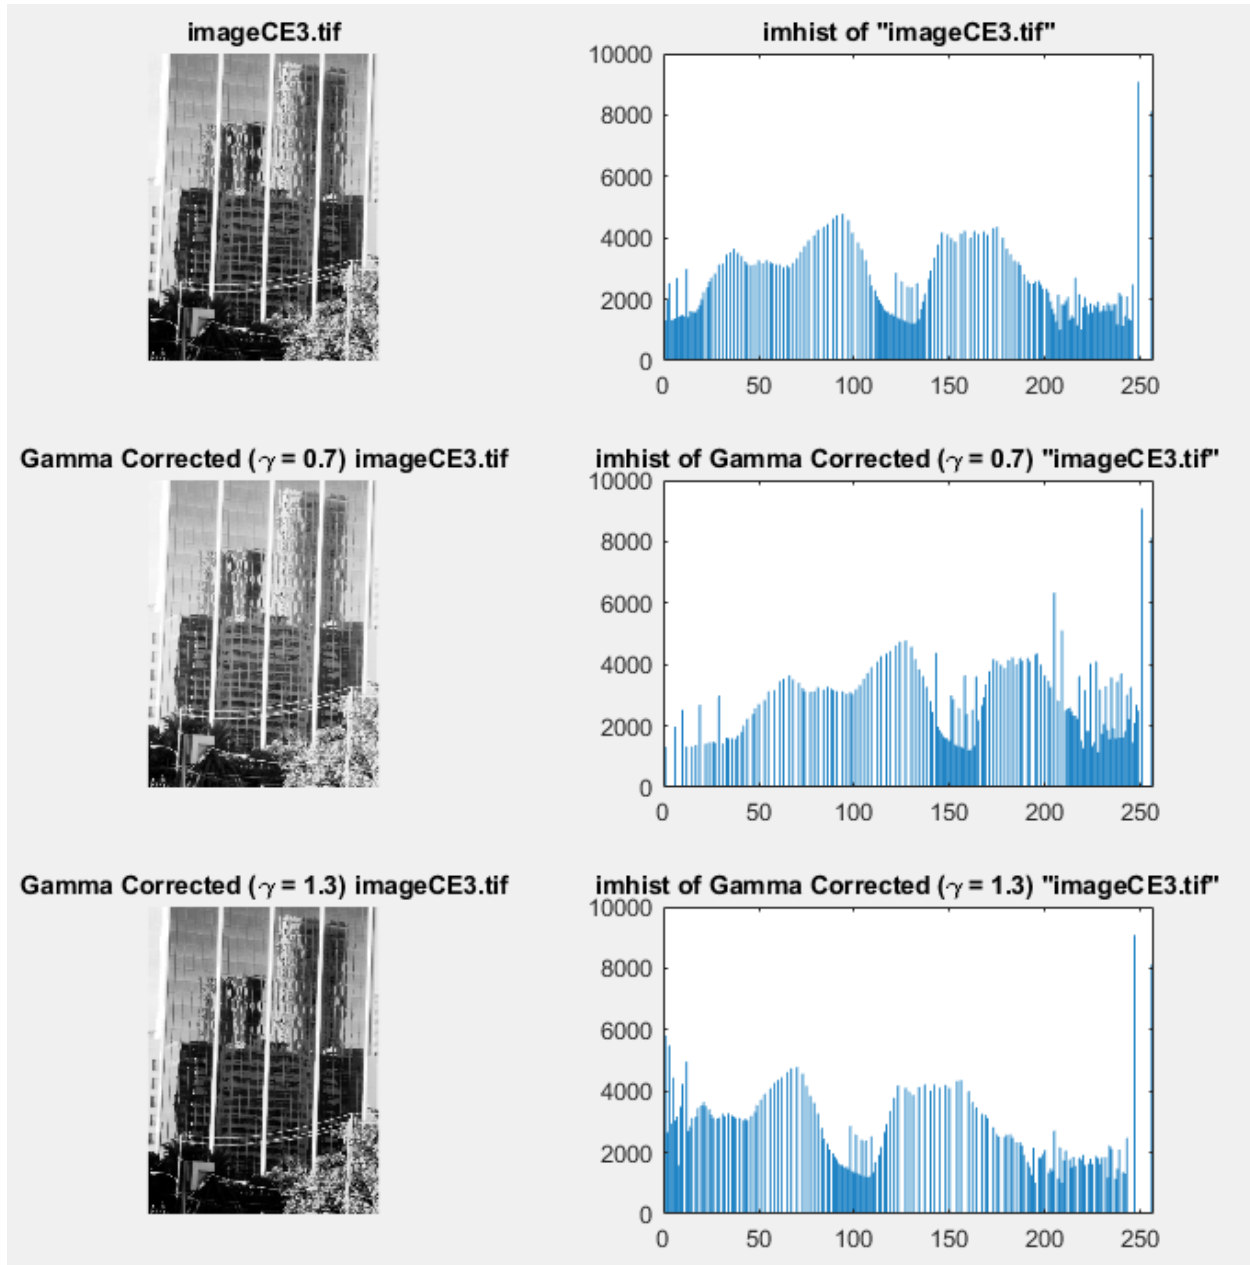 imageCE3.tif
imhist of "imageCE3.tif"
10000
8000
6000
4000
2000
0
0 50 100 150 200 250
Gamma Corrected (γ = 0.7) imageCE3.tif
imhist of Gamma Corrected (γ = 0.7) "imageCE3.tif"
10000
8000
6000
4000
2000
0
0 50 100 150 200 250
Gamma Corrected (γ = 1.3) imageCE3.tif
imhist of Gamma Corrected (γ = 1.3) "imageCE3.tif"
10000
8000
6000
4000
2000
0
0 50 100 150 200 250